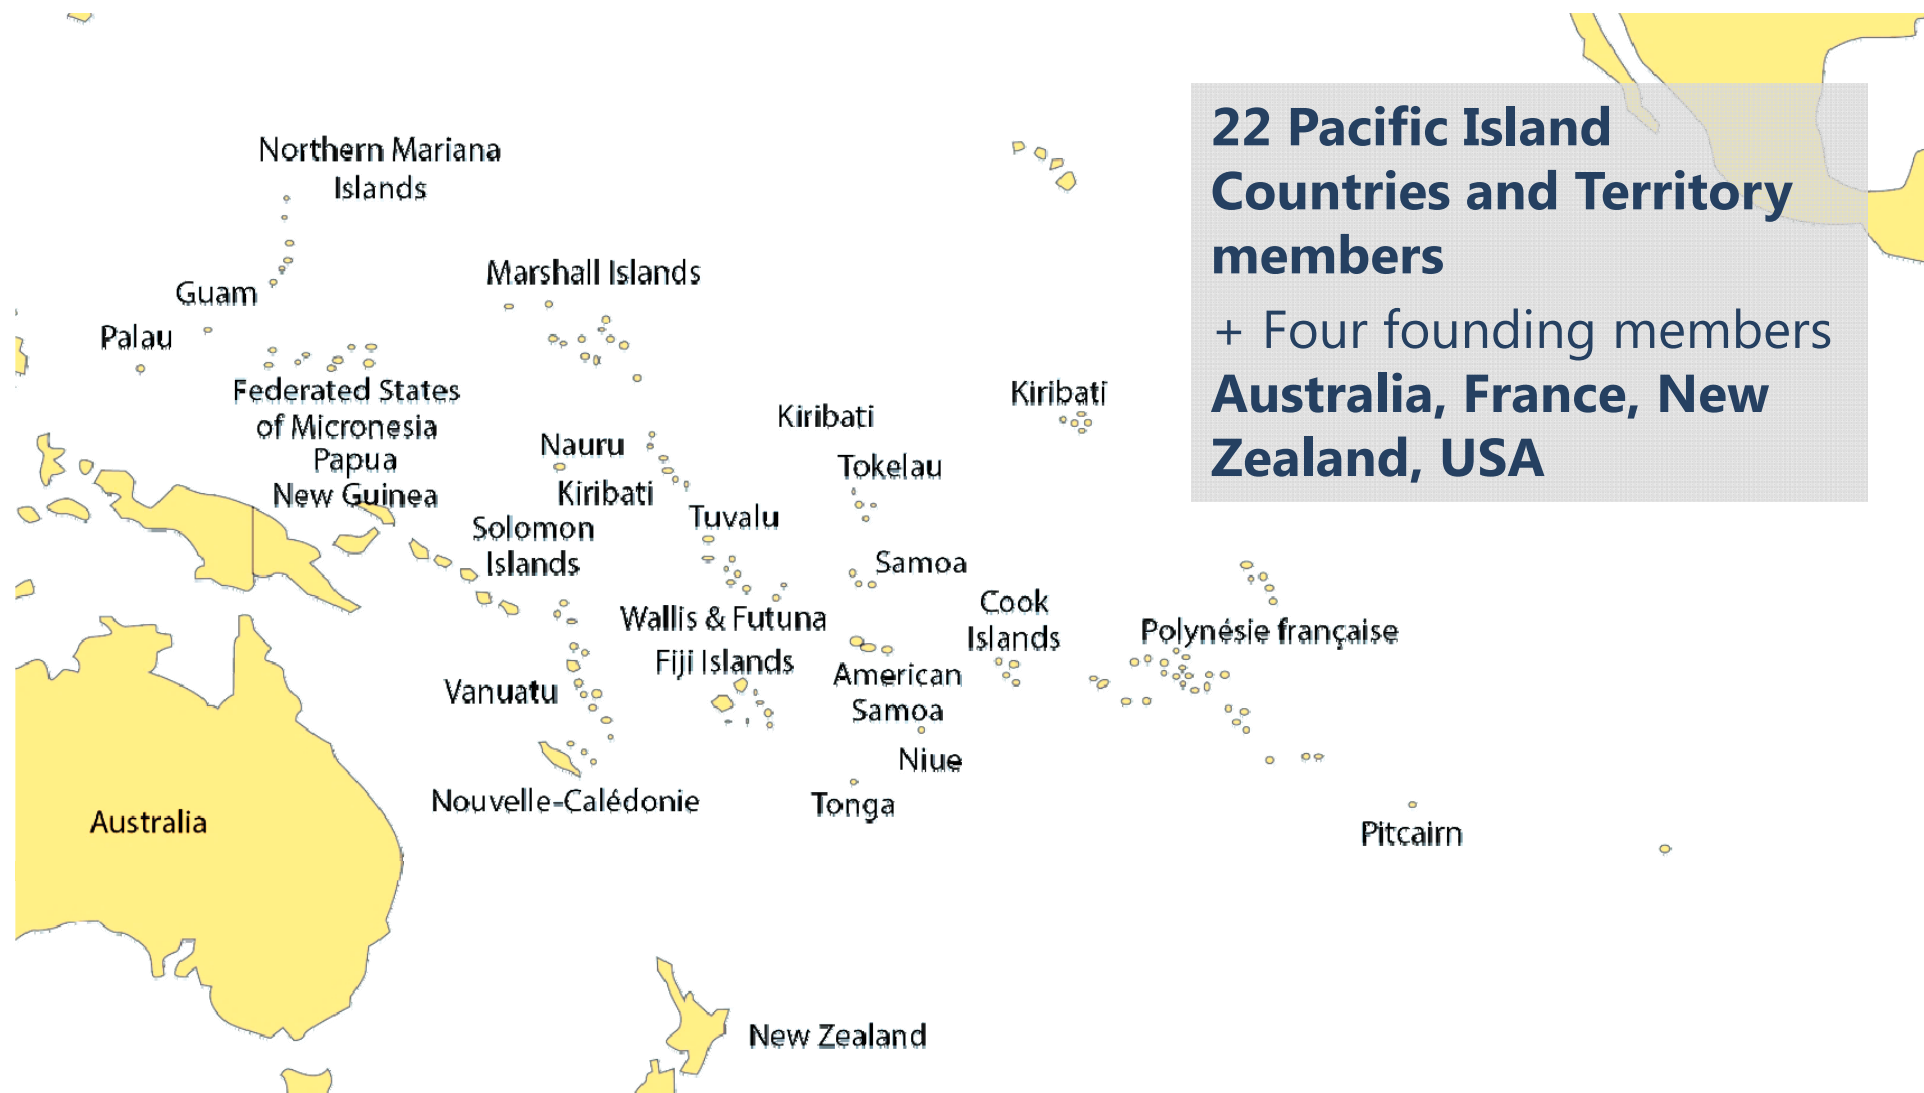 22 Pacific Island
Countries and Territory
members
+ Four founding members
Australia, France, New
Zealand, USA
Northern Mariana
Islands
Guam
Palau
Marshall Islands
Federated States
of Micronesia
Papua
New Guinea
Nauru
Kiribati
Kiribati
Kiribati
Tokelau
Solomon
Islands
Tuvalu
Samoa
Wallis & Futuna
Fiji Islands
Cook
Islands
Polynésie française
Vanuatu
American
Samoa
Niue
Nouvelle-Calédonie
Tonga
Australia
Pitcairn
New Zealand